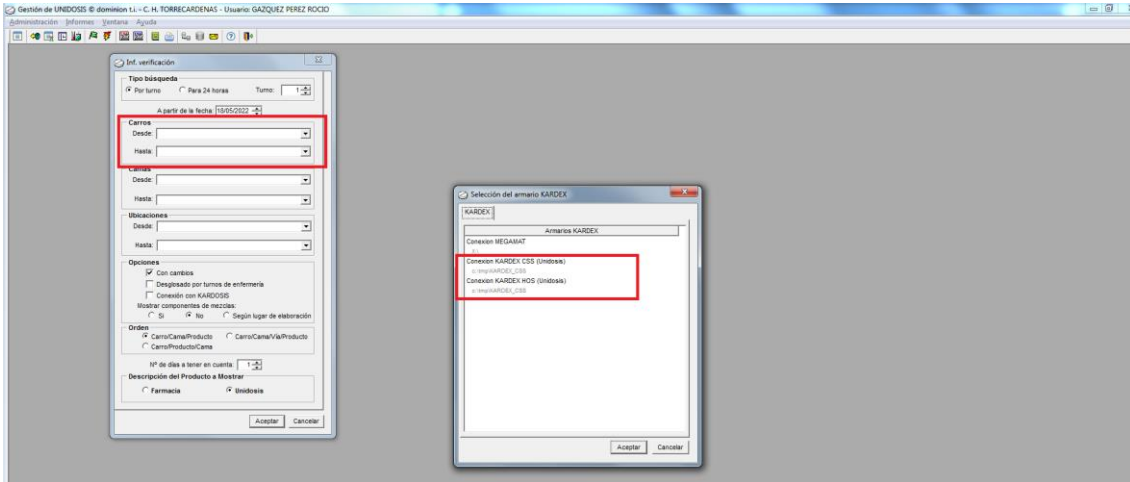 Gestión de UNIDOSIS © dominion t.i. - C. H. TORRECARDENAS - Usuario: GAZQUEZ PEREZ ROCIO
Administración Informes Ventana Ayuda
Inf. verificación
Tipo búsqueda
Por turno Para 24 horas Turno: 1
A partir de la fecha: 18/05/2022
Carros
Desde:
Hasta:
Camas
Desde:
Hasta:
Ubicaciones
Desde:
Hasta:
Opciones
Con cambios
Desglosado por turnos de enfermería
Conexión con KARDOSIS
Mostrar componentes de mezclas:
Si No Según lugar de elaboración
Orden
Carro/Cama/Producto Carro/Cama/Vía/Producto
Carro/Producto/Cama
Nº de días a tener en cuenta: 1
Descripción del Producto a Mostrar
Farmacia Unidosis
Aceptar Cancelar
Selección del armario KARDEX
KARDEX
Armarios KARDEX
Conexion MEGAMAT
Conexion KARDEX CSS (Unidosis)
c:\tmp\KARDEX_CSS
Conexion KARDEX HOS (Unidosis)
c:\tmp\KARDEX_CSS
Aceptar Cancelar